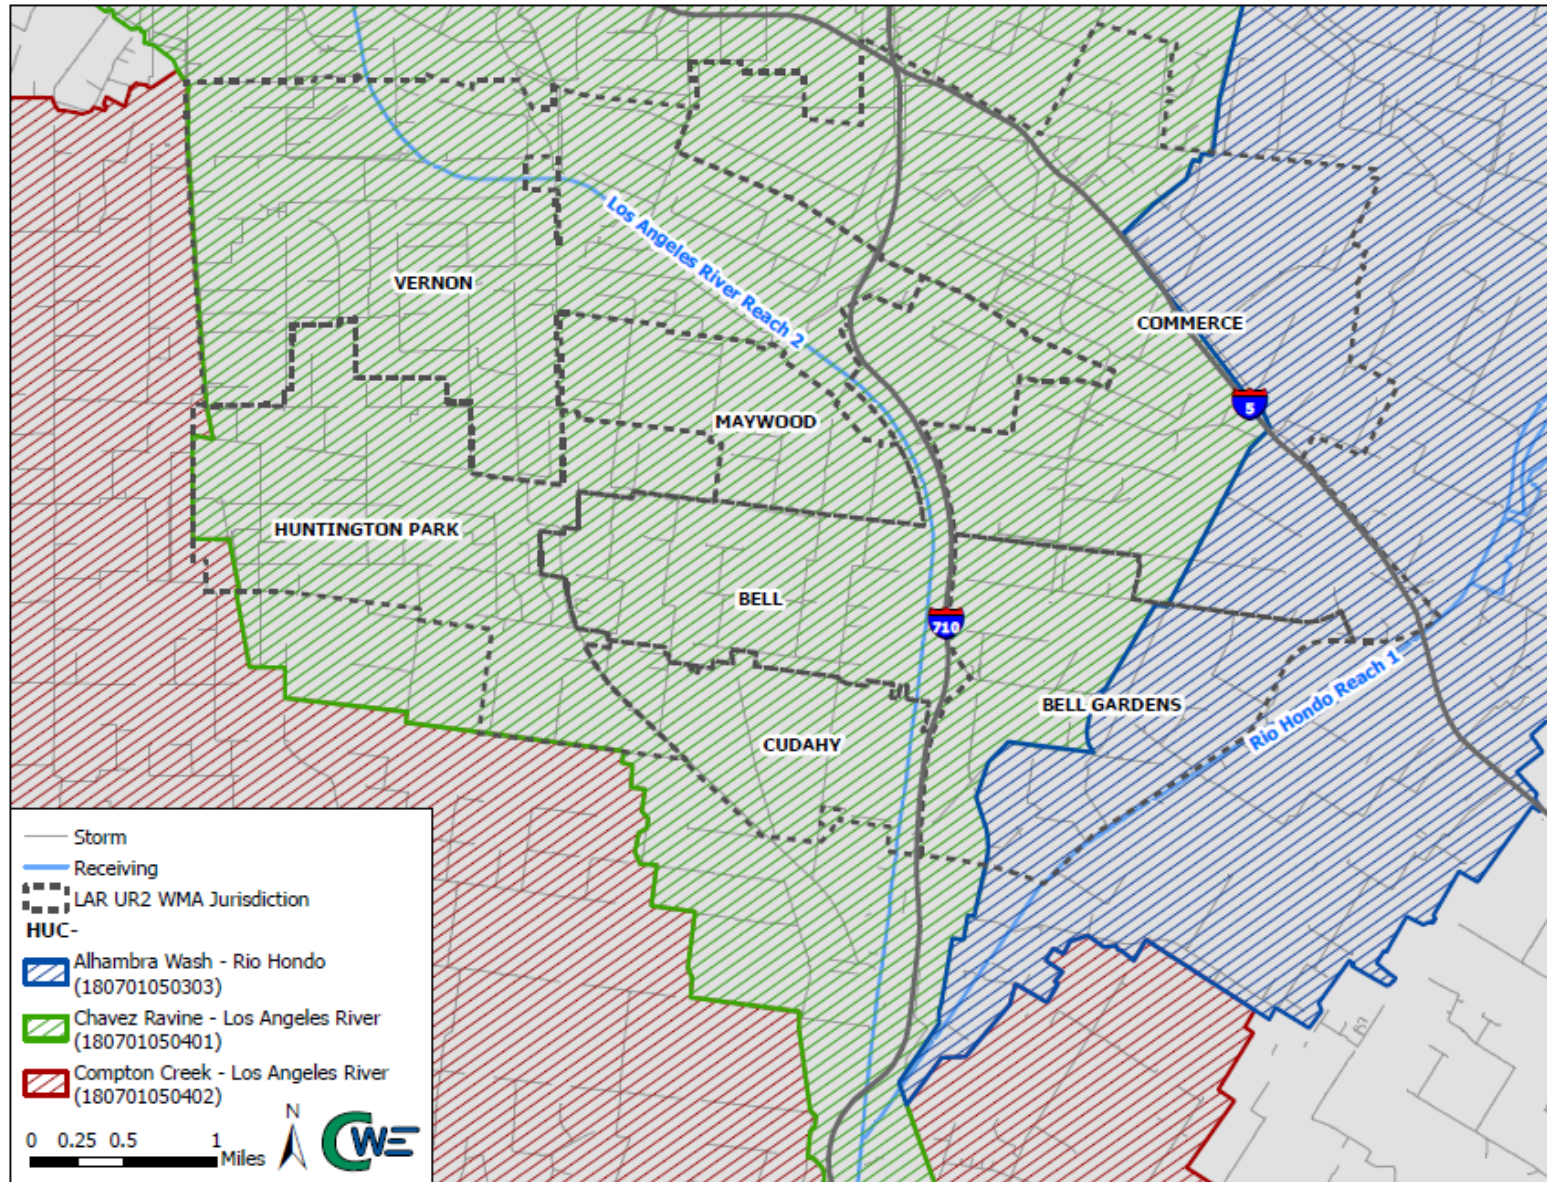 Los Angeles River Reach 2
VERNON
COMMERCE
5
MAYWOOD
HUNTINGTON PARK
BELL
710
BELL GARDENS
Rio Hondo Reach 1
CUDAHY
Storm
Receiving
LAR UR2 WMA Jurisdiction
HUC-
Alhambra Wash - Rio Hondo
(180701050303)
Chavez Ravine - Los Angeles River
(180701050401)
Compton Creek - Los Angeles River
(180701050402)
N
CWE
0 0.25 0.5 1
Miles